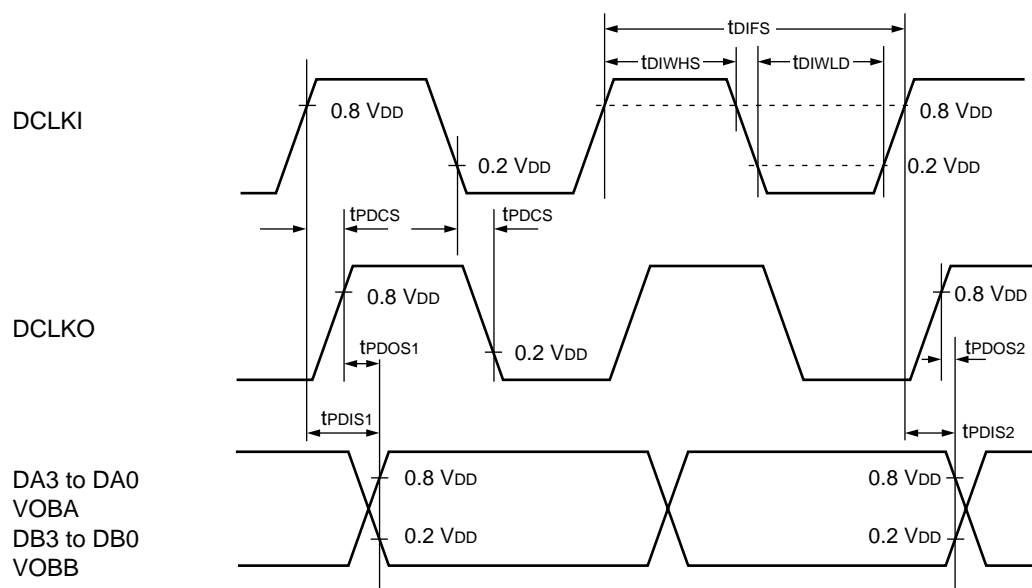 tDIFS
tDIWHS tDIWLD
DCLKI
0.8 VDD 0.8 VDD
0.2 VDD 0.2 VDD
tPDCS tPDCS
0.8 VDD 0.8 VDD
DCLKO
tPDOS1 0.2 VDD tPDOS2
tPDIS1 tPDIS2
DA3 to DA0 0.8 VDD 0.8 VDD
VOBA
DB3 to DB0 0.2 VDD 0.2 VDD
VOBB